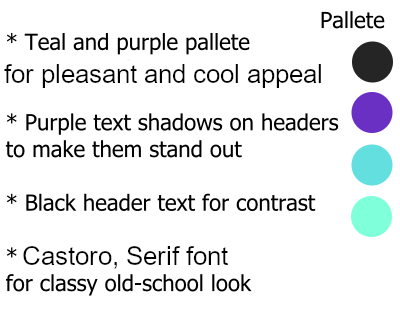 Pallete
* Teal and purple pallete
for pleasant and cool appeal
* Purple text shadows on headers
to make them stand out
* Black header text for contrast
* Castoro, Serif font
for classy old-school look